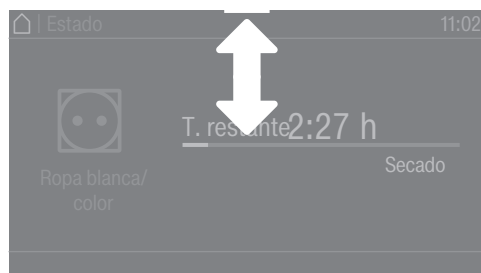 | Estado 11:02
T. restante 2:27 h
Secado
Ropa blanca/
color